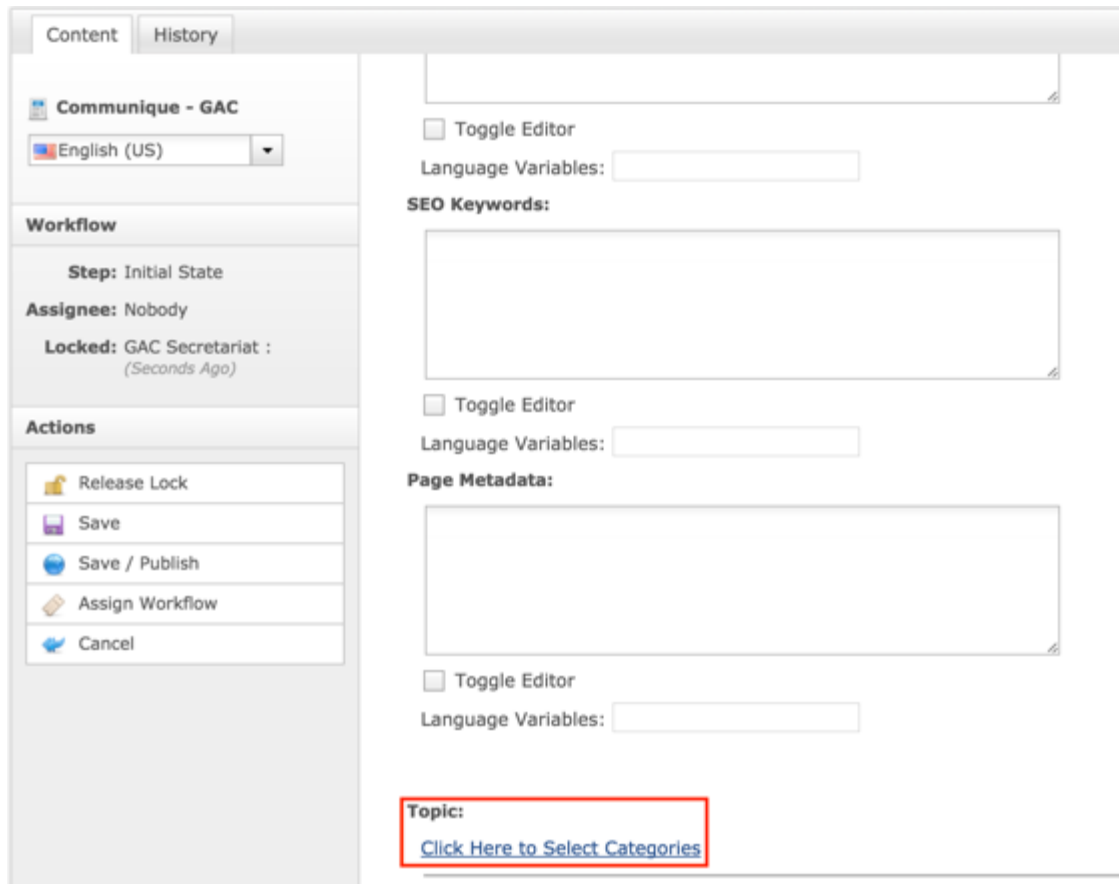 Content
History
Communique - GAC
English (US)
Workflow
Step: Initial State
Assignee: Nobody
Locked: GAC Secretariat :
(Seconds Ago)
Actions
Release Lock
Save
Save / Publish
Assign Workflow
Cancel
Toggle Editor
Language Variables:
SEO Keywords:
Toggle Editor
Language Variables:
Page Metadata:
Toggle Editor
Language Variables:
Topic:
Click Here to Select Categories